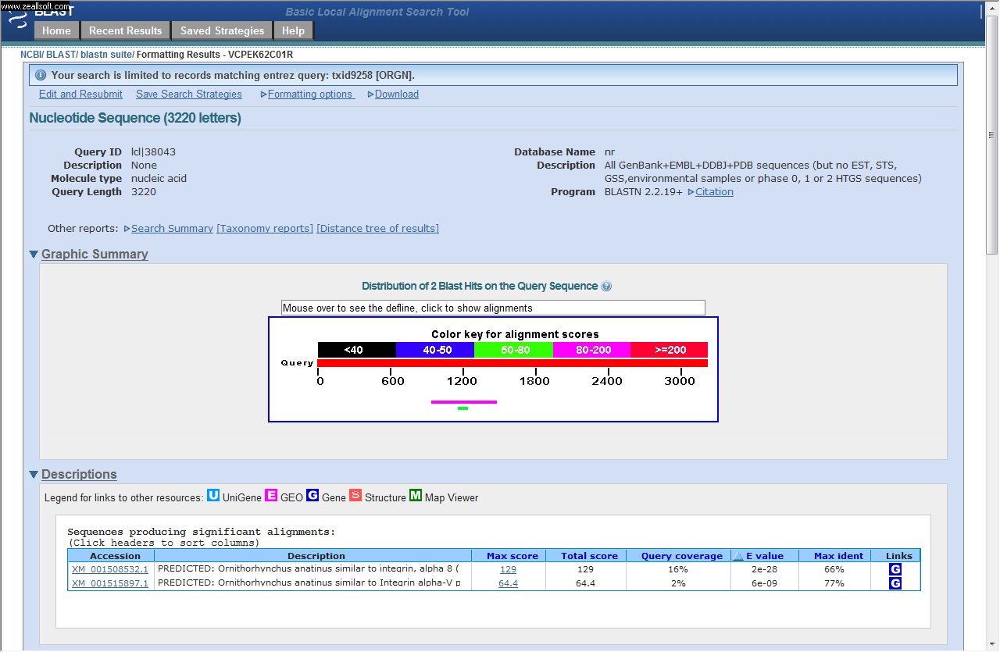 www.zeallsoft.com
BLAST
Basic Local Alignment Search Tool
Home Recent Results Saved Strategies Help
NCBI/ BLAST/ blastn suite/ Formatting Results - VCPEK62C01R
Your search is limited to records matching entrez query: txid9258 [ORGN].
Edit and Resubmit Save Search Strategies Formatting options Download
Nucleotide Sequence (3220 letters)
Query ID lcl|38043
Description None
Molecule type nucleic acid
Query Length 3220
Database Name nr
Description All GenBank+EMBL+DDBJ+PDB sequences (but no EST, STS,
GSS,environmental samples or phase 0, 1 or 2 HTGS sequences)
Program BLASTN 2.2.19+ Citation
Other reports: Search Summary [Taxonomy reports] [Distance tree of results]
Graphic Summary
Distribution of 2 Blast Hits on the Query Sequence ?
Mouse over to see the defline, click to show alignments
Color key for alignment scores
<40 40-50 50-80 80-200 >=200
Query
0 600 1200 1800 2400 3000
Descriptions
Legend for links to other resources: U UniGene E GEO G Gene S Structure M Map Viewer
Sequences producing significant alignments:
(Click headers to sort columns)
Accession Description Max score Total score Query coverage E value Max ident Links
XM_001508532.1 PREDICTED: Ornithorhynchus anatinus similar to integrin, alpha 8 ( 129 129 16% 2e-28 66% G
XM_001515897.1 PREDICTED: Ornithorhynchus anatinus similar to Integrin alpha-V p 64.4 64.4 2% 6e-09 77% G